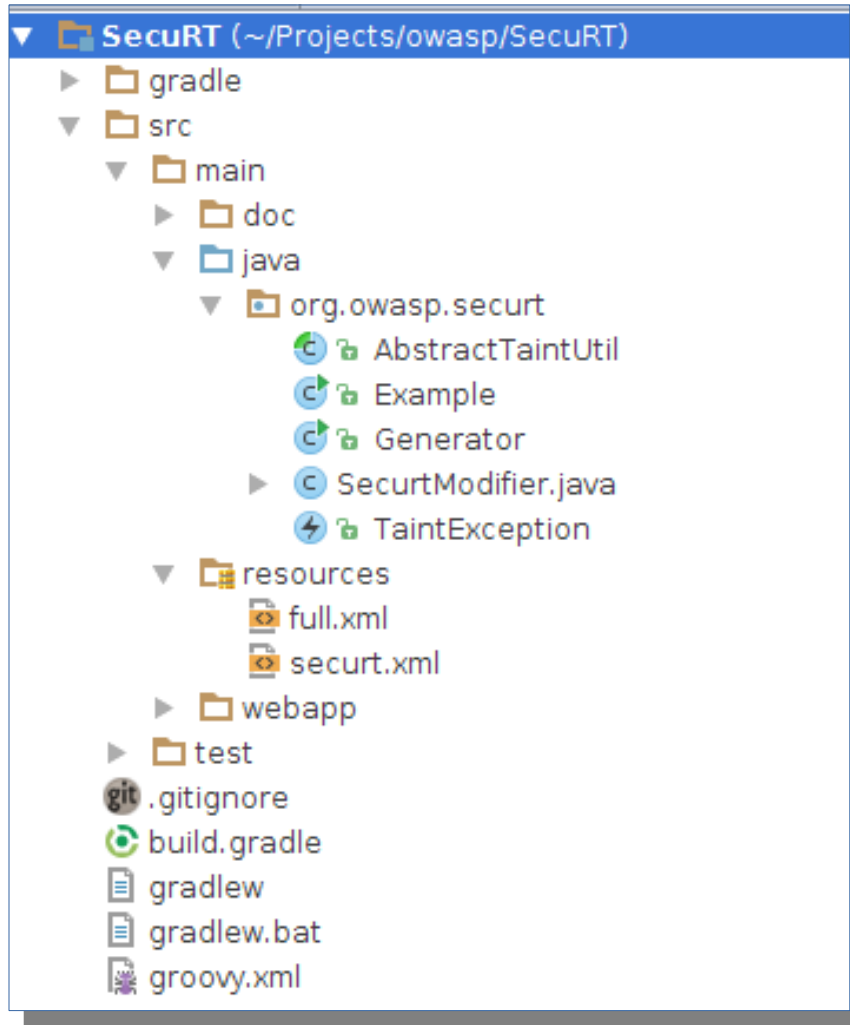 SecuRT (~/Projects/owasp/SecuRT)
gradle
src
main
doc
java
org.owasp.securt
C AbstractTaintUtil
C Example
C Generator
C SecurtModifier.java
TaintException
resources
full.xml
securt.xml
webapp
test
git .gitignore
build.gradle
gradlew
gradlew.bat
groovy.xml